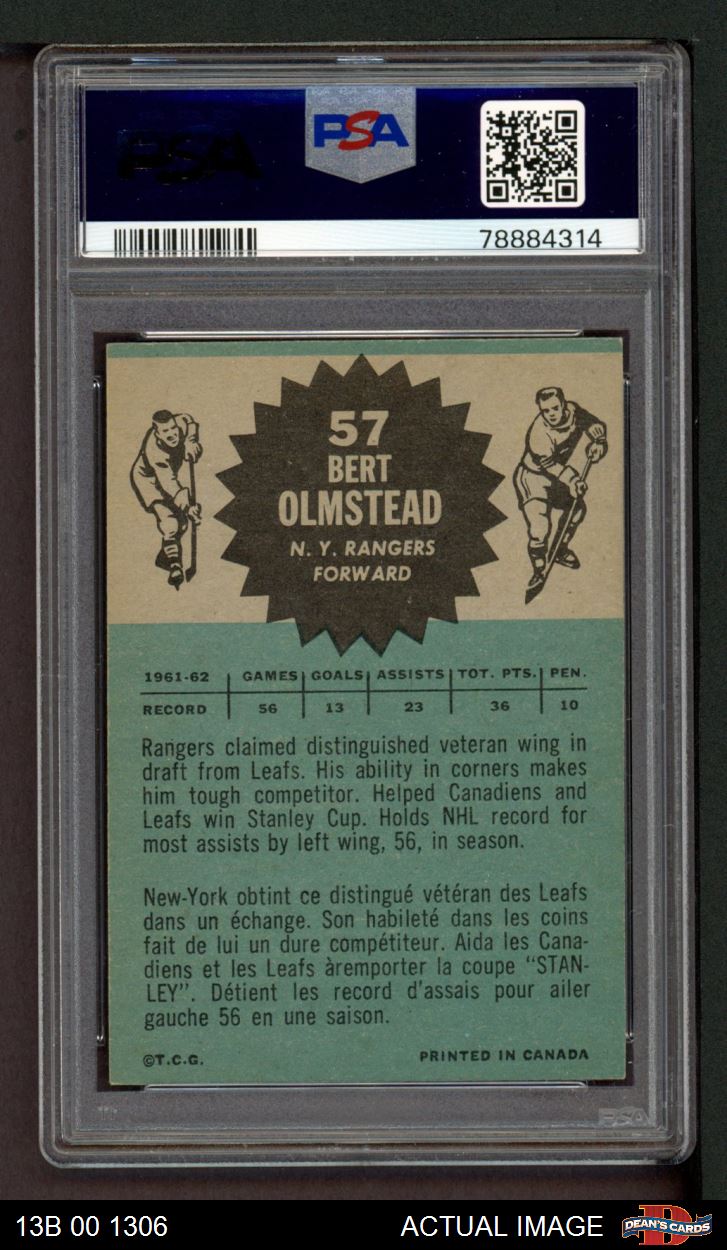 PSA
PSA
78884314
57
BERT
OLMSTEAD
N. Y. RANGERS
FORWARD
1961-62 GAMES GOALS ASSISTS TOT. PTS. PEN.
RECORD 56 13 23 36 10
Rangers claimed distinguished veteran wing in
draft from Leafs. His ability in corners makes
him tough competitor. Helped Canadiens and
Leafs win Stanley Cup. Holds NHL record for
most assists by left wing, 56, in season.
New-York obtint ce distingué vétéran des Leafs
dans un échange. Son habileté dans les coins
fait de lui un dure compétiteur. Aida les Cana-
diens et les Leafs àremporter la coupe "STAN-
LEY". Détient les record d'assais pour ailer
gauche 56 en une saison.
©T.C.G. PRINTED IN CANADA
PSA
13B 00 1306 ACTUAL IMAGE DEAN'S CARDS